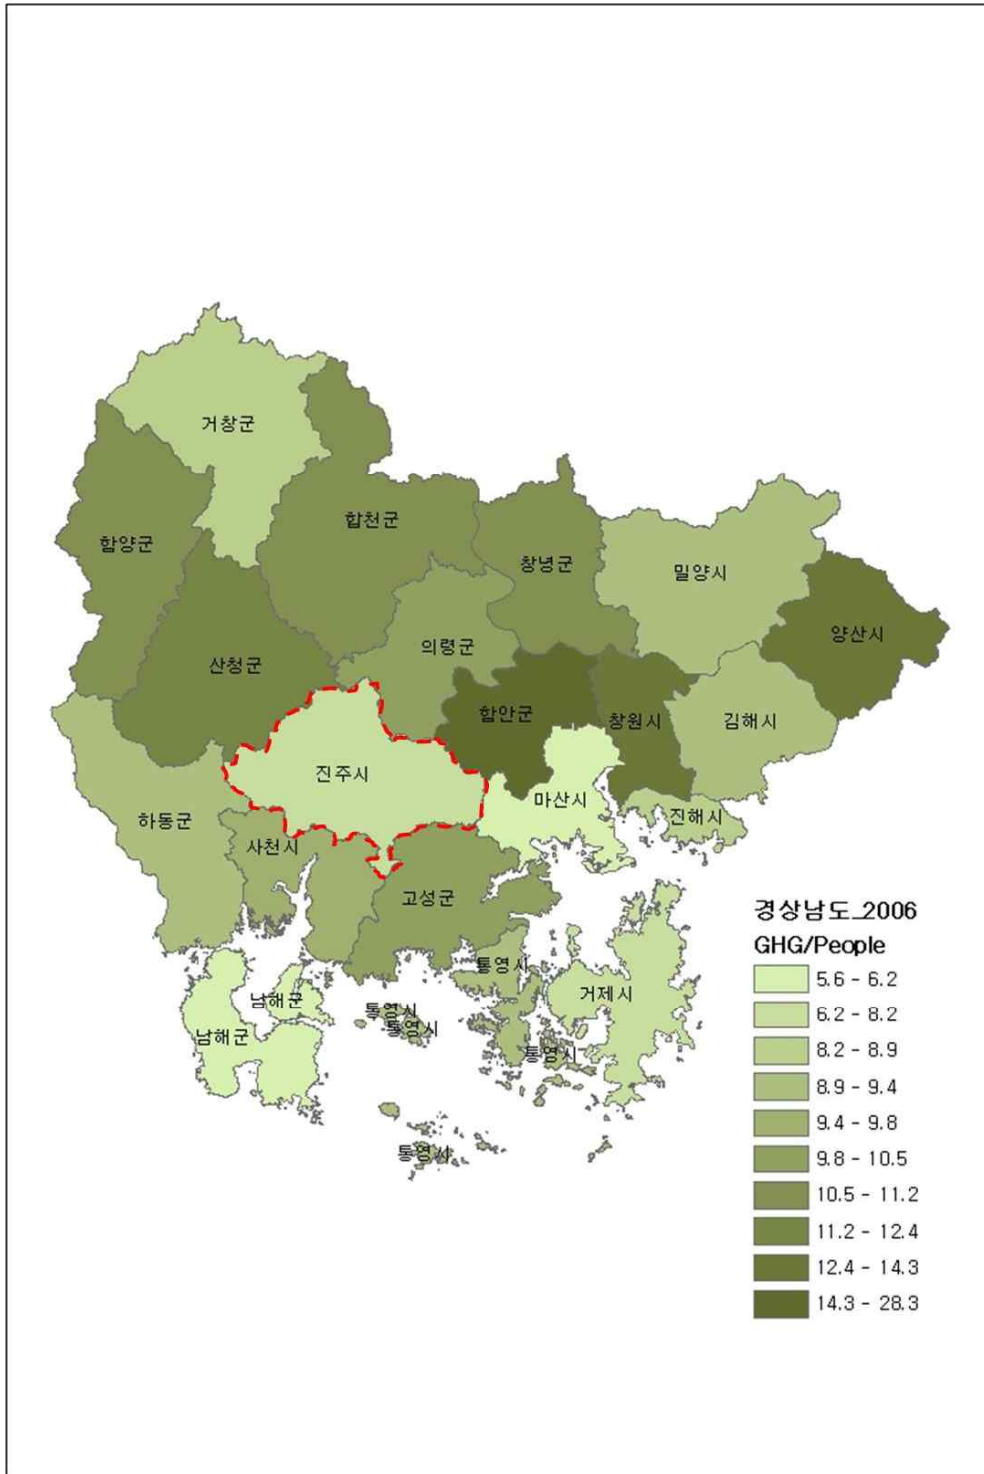 거창군
합천군
함양군
창녕군
밀양시
양산시
의령군
산청군
함안군
창원시
김해시
진주시
마산시
진해시
하동군
사천시
고성군
통영시
거제시
남해군
남해군
통영시
통영시
통영시
통영시
경상남도_2006
GHG/People
5.6 - 6.2
6.2 - 8.2
8.2 - 8.9
8.9 - 9.4
9.4 - 9.8
9.8 - 10.5
10.5 - 11.2
11.2 - 12.4
12.4 - 14.3
14.3 - 28.3